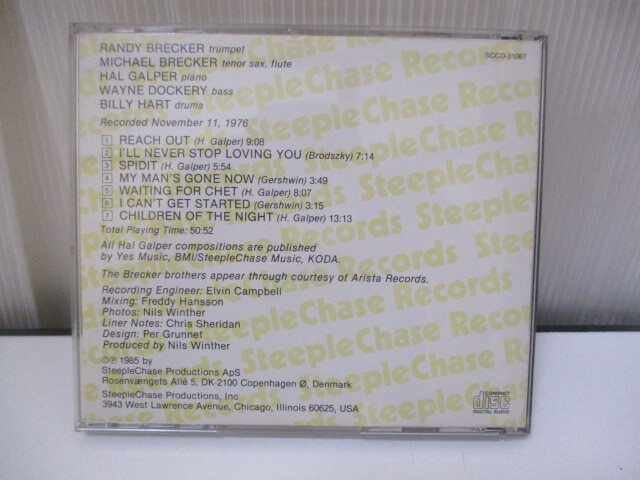 RANDY BRECKER trumpet
MICHAEL BRECKER tenor sax, flute
HAL GALPER piano
WAYNE DOCKERY bass
BILLY HART drums
SCCD-31067
Recorded November 11, 1976
1 REACH OUT (H. Galper) 9:08
2 I'LL NEVER STOP LOVING YOU (Brodszky) 7:14
3 SPIDIT (H. Galper) 5:54
4 MY MAN'S GONE NOW (Gershwin) 3:49
5 WAITING FOR CHET (H. Galper) 8:07
6 I CAN'T GET STARTED (Gershwin) 3:15
7 CHILDREN OF THE NIGHT (H. Galper) 13:13
Total Playing Time: 50:52
All Hal Galper compositions are published
by Yes Music, BMI/SteepleChase Music, KODA.
The Brecker brothers appear through courtesy of Arista Records.
Recording Engineer: Elvin Campbell
Mixing: Freddy Hansson
Photos: Nils Winther
Liner Notes: Chris Sheridan
Design: Per Grunnet
Produced by Nils Winther
©℗ 1985 by
SteepleChase Productions ApS
Rosenvængets Allé 5, DK-2100 Copenhagen Ø, Denmark
SteepleChase Productions, Inc
3943 West Lawrence Avenue, Chicago, Illinois 60625, USA
COMPACT
disc
DIGITAL AUDIO
SteepleChase Records